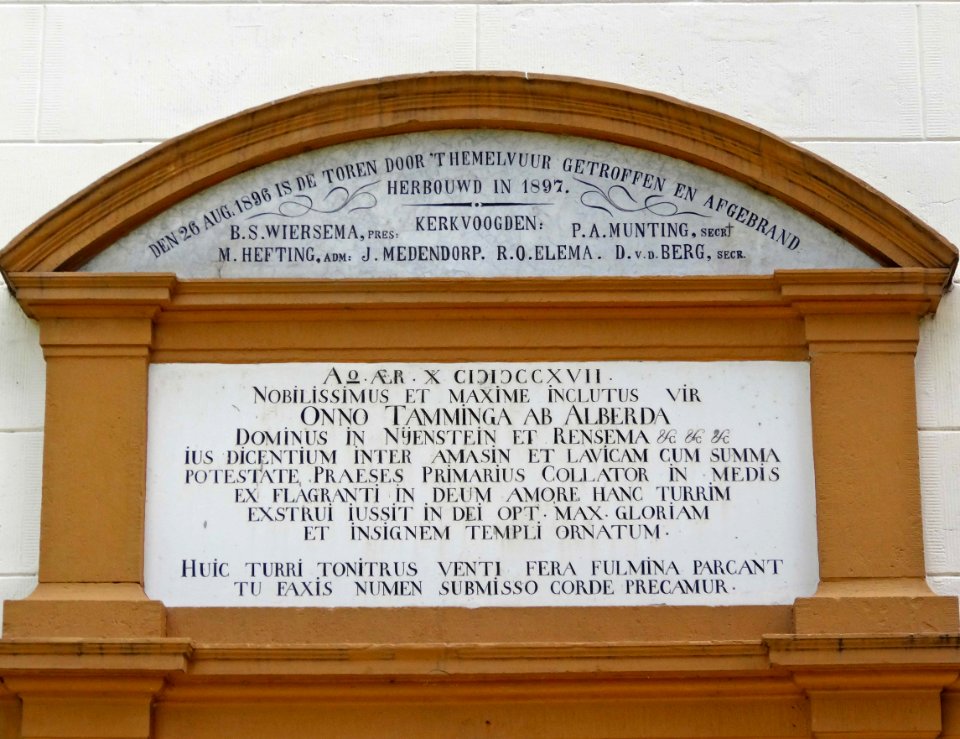 DEN 26 AUG. 1896 IS DE TOREN DOOR 'T HEMELVUUR GETROFFEN EN AFGEBRAND
HERBOUWD IN 1897.
KERKVOOGDEN:
B.S. WIERSEMA, PRES: P.A. MUNTING, SECR:
M. HEFTING, ADM: J. MEDENDORP. R.O. ELEMA. D. v.d. BERG, SECR.
Ao. ÆR. X CIƆIƆCCXVII.
NOBILISSIMUS ET MAXIME INCLUTUS VIR
ONNO TAMMINGA AB ALBERDA
DOMINUS IN NIJENSTEIN ET RENSEMA &c &c &c
IUS DICENTIUM INTER AMASIN ET LAVICAM CUM SUMMA
POTESTATE PRAESES PRIMARIUS COLLATOR IN MEDIS
EX FLAGRANTI IN DEUM AMORE HANC TURRIM
EXSTRUI IUSSIT IN DEI OPT. MAX. GLORIAM
ET INSIGNEM TEMPLI ORNATUM.
HUIC TURRI TONITRUS VENTI FERA FULMINA PARCANT
TU FAXIS NUMEN SUBMISSO CORDE PRECAMUR.